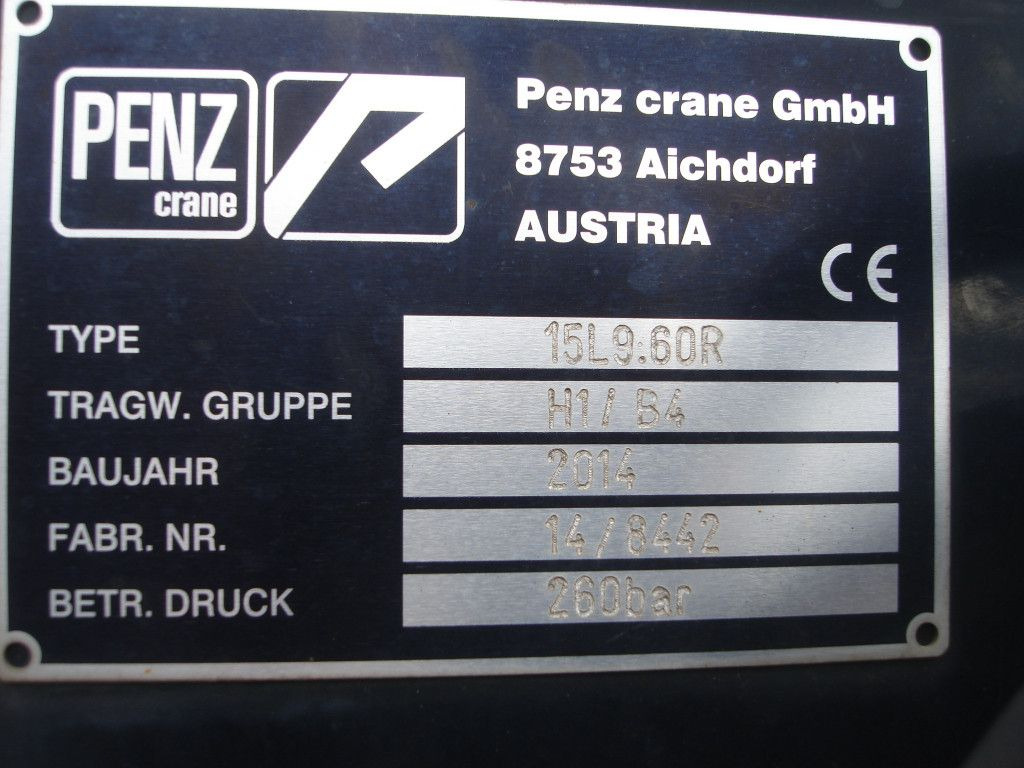 PENZ
crane
Penz crane GmbH
8753 Aichdorf
AUSTRIA
CE
TYPE 15L9.60R
TRAGW. GRUPPE H1/ B4
BAUJAHR 2014
FABR. NR. 14/8442
BETR. DRUCK 260bar